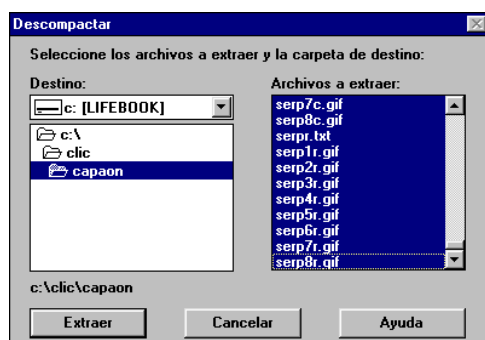 Descompactar
Seleccione los archivos a extraer y la carpeta de destino:
Destino:
c: [LIFEBOOK]
c:\
clic
capaon
Archivos a extraer:
serp7c.gif
serp8c.gif
serpr.txt
serp1r.gif
serp2r.gif
serp3r.gif
serp4r.gif
serp5r.gif
serp6r.gif
serp7r.gif
serp8r.gif
c:\clic\capaon
Extraer
Cancelar
Ayuda